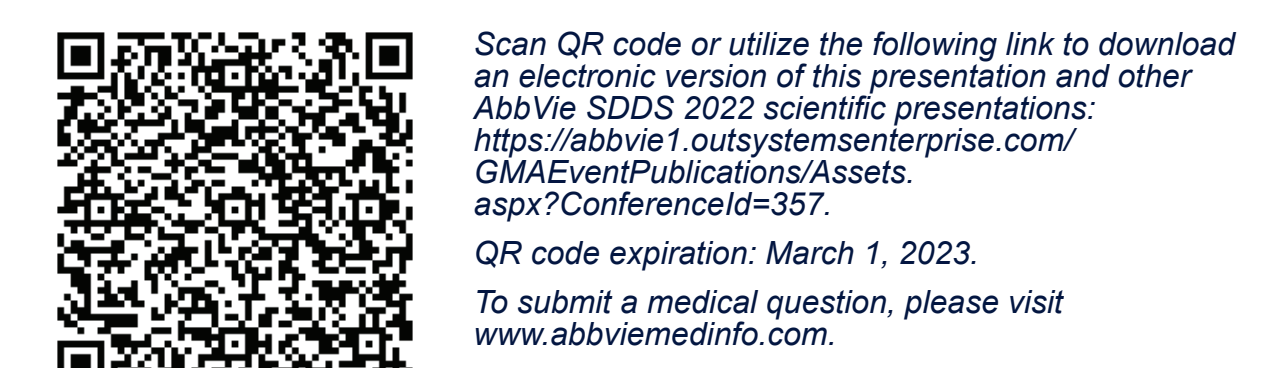 Scan QR code or utilize the following link to download
an electronic version of this presentation and other
AbbVie SDDS 2022 scientific presentations:
https://abbvie1.outsystemsenterprise.com/
GMAEventPublications/Assets.
aspx?ConferenceId=357.
QR code expiration: March 1, 2023.
To submit a medical question, please visit
www.abbviemedinfo.com.